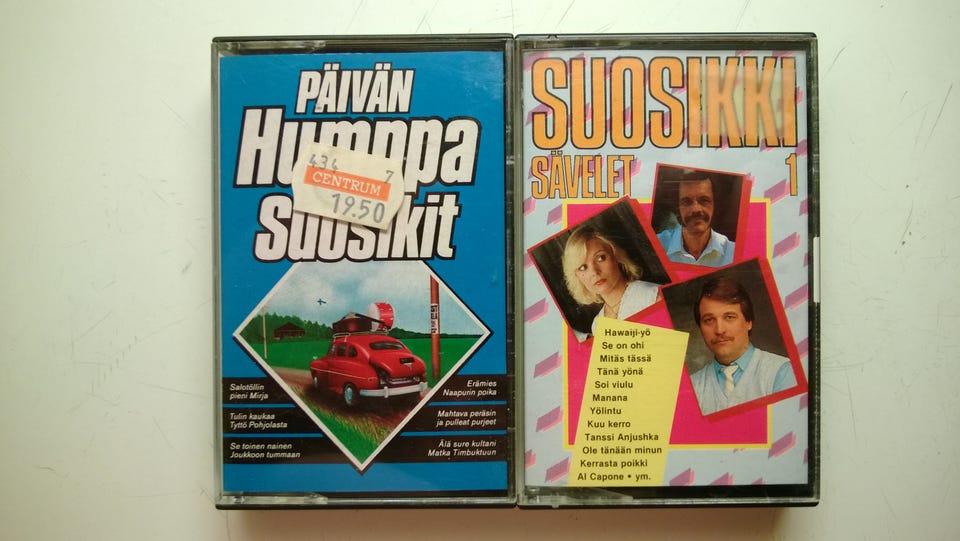 PÄIVÄN
Humppa
434 7
CENTRUM
19.50
Suosikit
Salotöllin
pieni Mirja
Tulin kaukaa
Tyttö Pohjolasta
Se toinen nainen
Joukkoon tummaan
Erämies
Naapurin poika
Mahtava peräsin
ja pulleat purjeet
Älä sure kultani
Matka Timbuktuun
SUOSIKKI
SÄVELET 1
Hawaiji-yö
Se on ohi
Mitäs tässä
Tänä yönä
Soi viulu
Manana
Yölintu
Kuu kerro
Tanssi Anjushka
Ole tänään minun
Kerrasta poikki
Al Capone • ym.